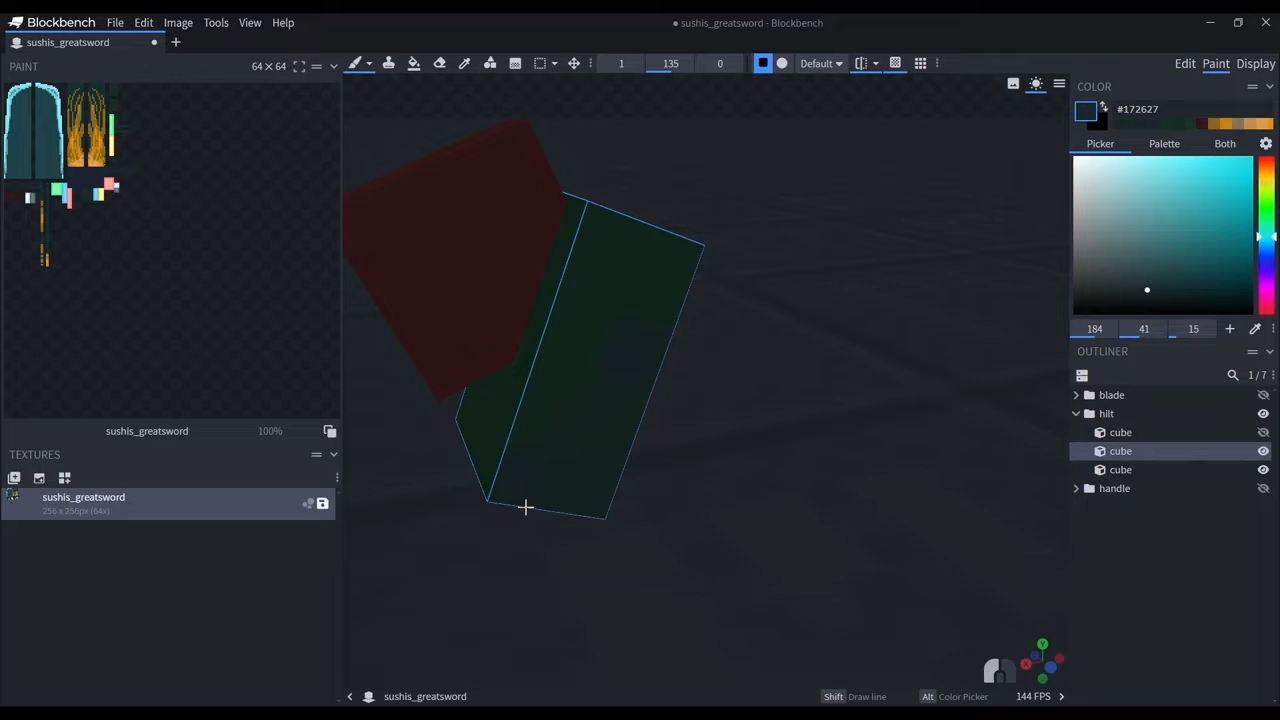 Blockbench File Edit Image Tools View Help
sushis_greatsword - Blockbench
sushis_greatsword
PAINT 64 × 64
1 135 0 Default
Edit Paint Display
COLOR
#172627
Picker Palette Both
184 41 15
OUTLINER
1/7
blade
hilt
cube
cube
cube
handle
sushis_greatsword 100%
TEXTURES
sushis_greatsword
256 x 256px (64x)
sushis_greatsword
Shift Draw line Alt Color Picker 144 FPS